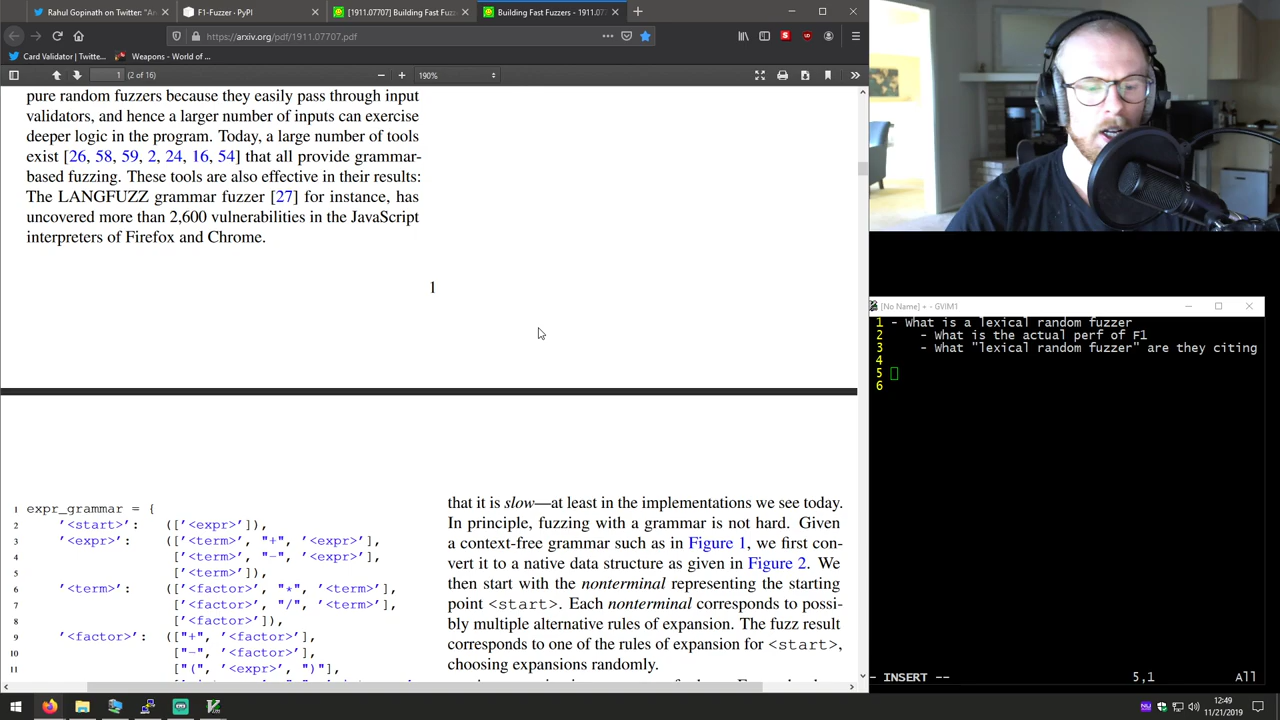 Rahul Gopinath on Twitter: "An
F1-Fuzzer - PyPI
[1911.07707] Building Fast Fuzz
Building Fast Fuzzers - 1911.077
https://arxiv.org/pdf/1911.07707.pdf
Card Validator | Twitte...
Weapons - World of ...
1 (2 of 16)
190%
pure random fuzzers because they easily pass through input
validators, and hence a larger number of inputs can exercise
deeper logic in the program. Today, a large number of tools
exist [26, 58, 59, 2, 24, 16, 54] that all provide grammar-
based fuzzing. These tools are also effective in their results:
The LANGFUZZ grammar fuzzer [27] for instance, has
uncovered more than 2,600 vulnerabilities in the JavaScript
interpreters of Firefox and Chrome.
1
1 expr_grammar = {
2 '<start>': (['<expr>']),
3 '<expr>': (['<term>', "+", '<expr>'],
4 ['<term>', "-", '<expr>'],
5 ['<term>']),
6 '<term>': (['<factor>', "*", '<term>'],
7 ['<factor>', "/", '<term>'],
8 ['<factor>']),
9 '<factor>': (["+", '<factor>'],
10 ["-", '<factor>'],
11 ["(", '<expr>', ")"],
that it is slow—at least in the implementations we see today.
In principle, fuzzing with a grammar is not hard. Given
a context-free grammar such as in Figure 1, we first con-
vert it to a native data structure as given in Figure 2. We
then start with the nonterminal representing the starting
point <start>. Each nonterminal corresponds to possi-
bly multiple alternative rules of expansion. The fuzz result
corresponds to one of the rules of expansion for <start>,
choosing expansions randomly.
[No Name] + - GVIM1
1 - What is a lexical random fuzzer
2 - What is the actual perf of F1
3 - What "lexical random fuzzer" are they citing
4
5
6
- INSERT --
5,1
All
12:49
11/21/2019